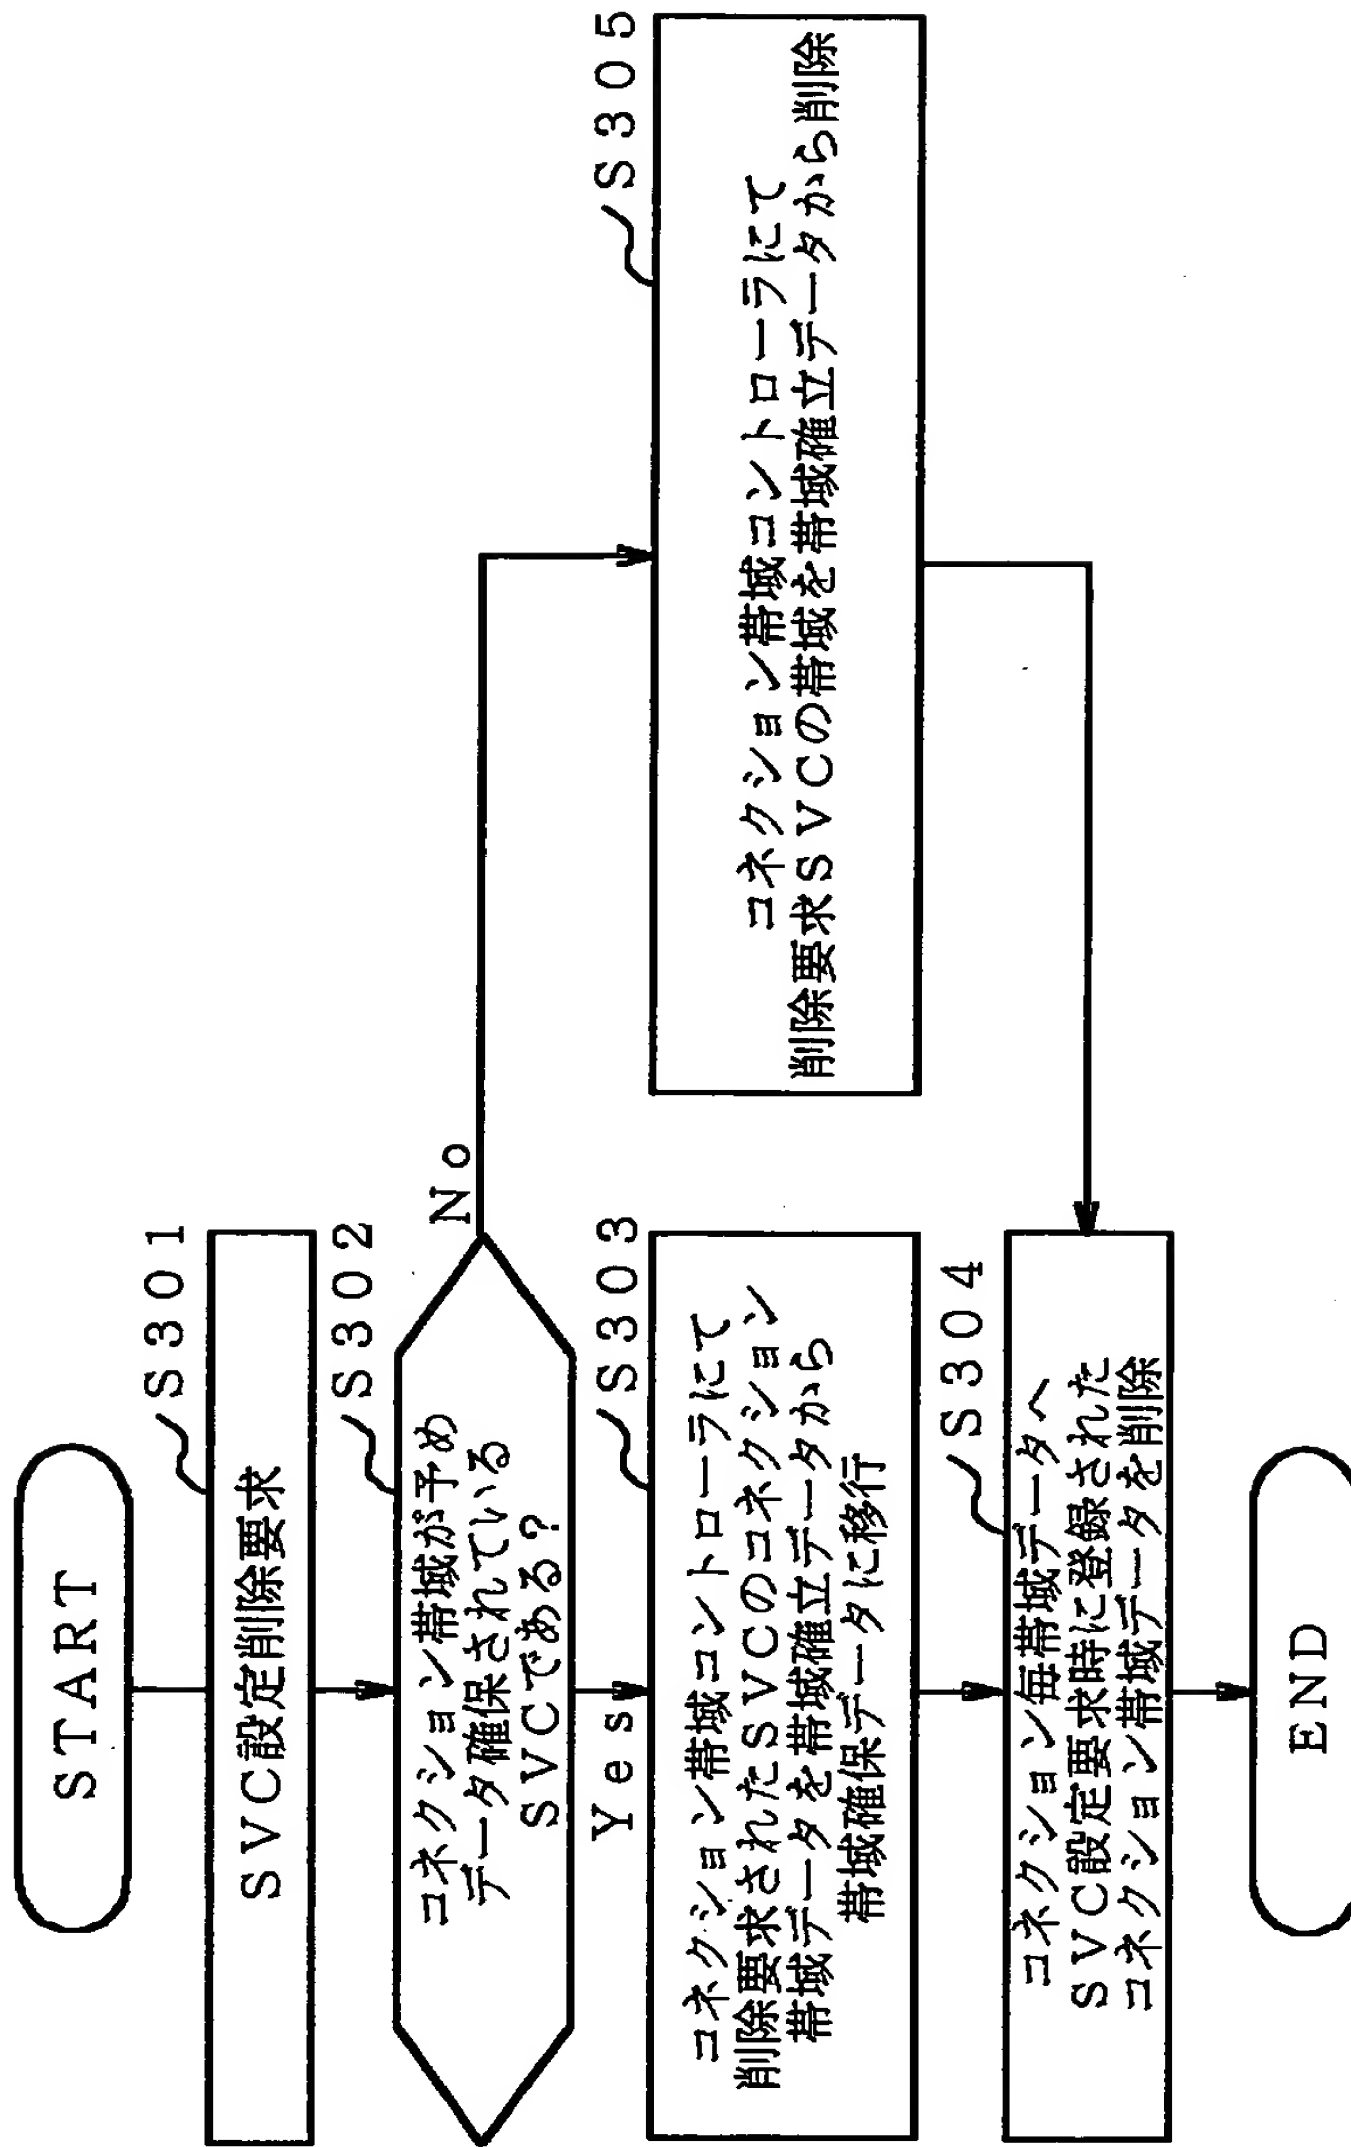 START
S301
SVC設定削除要求
S302
コネクション帯域が予め
データ確保されている
SVCである?
No
Yes
S303
コネクション帯域コントローラにて
削除要求されたSVCのコネクション
帯域データを帯域確立データから
帯域確保データに移行
S305
コネクション帯域コントローラにて
削除要求SVCの帯域を帯域確立データから削除
S304
コネクション毎帯域データへ
SVC設定要求時に登録された
コネクション帯域データを削除
END